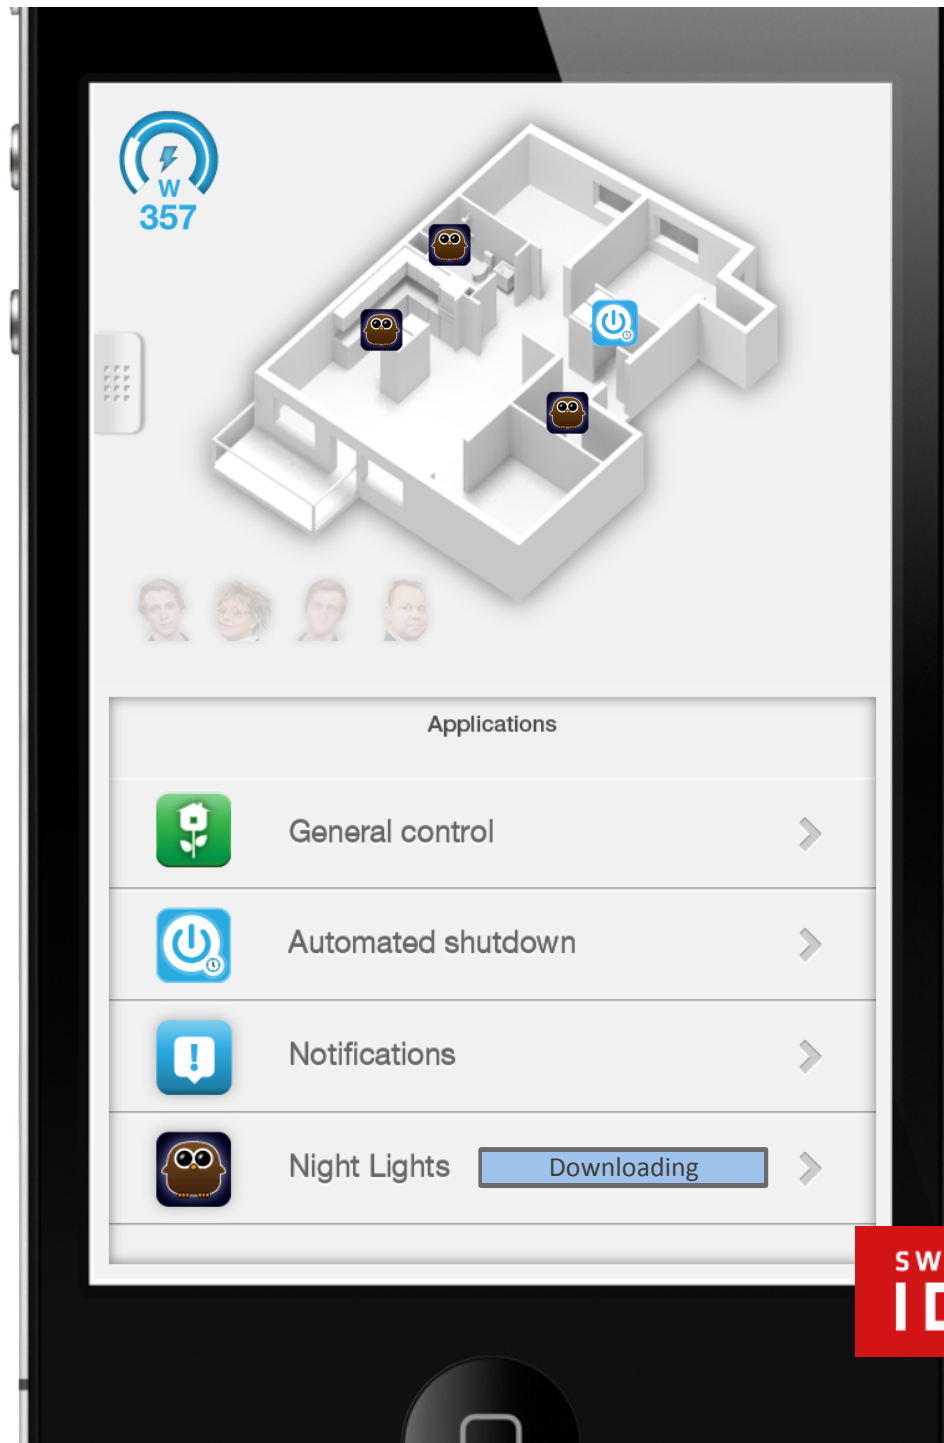 W
357
Applications
General control
Automated shutdown
Notifications
Night Lights
Downloading
SW